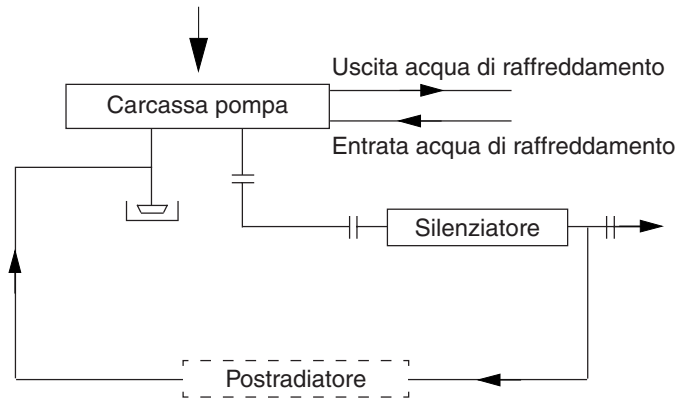 Uscita acqua di raffreddamento
Carcassa pompa
Entrata acqua di raffreddamento
Silenziatore
Postradiatore